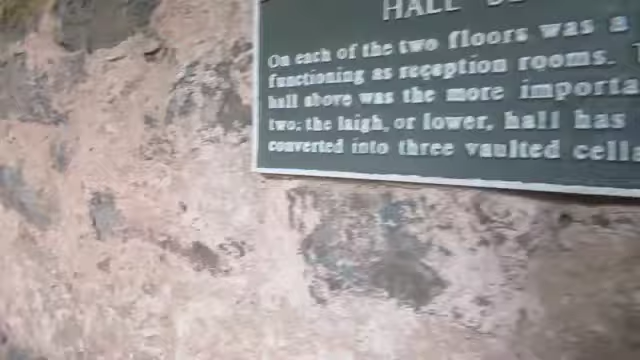 HALL
On each of the two floors was a
functioning as reception rooms.
hall above was the more importa
two; the laigh, or lower, hall has
converted into three vaulted cella